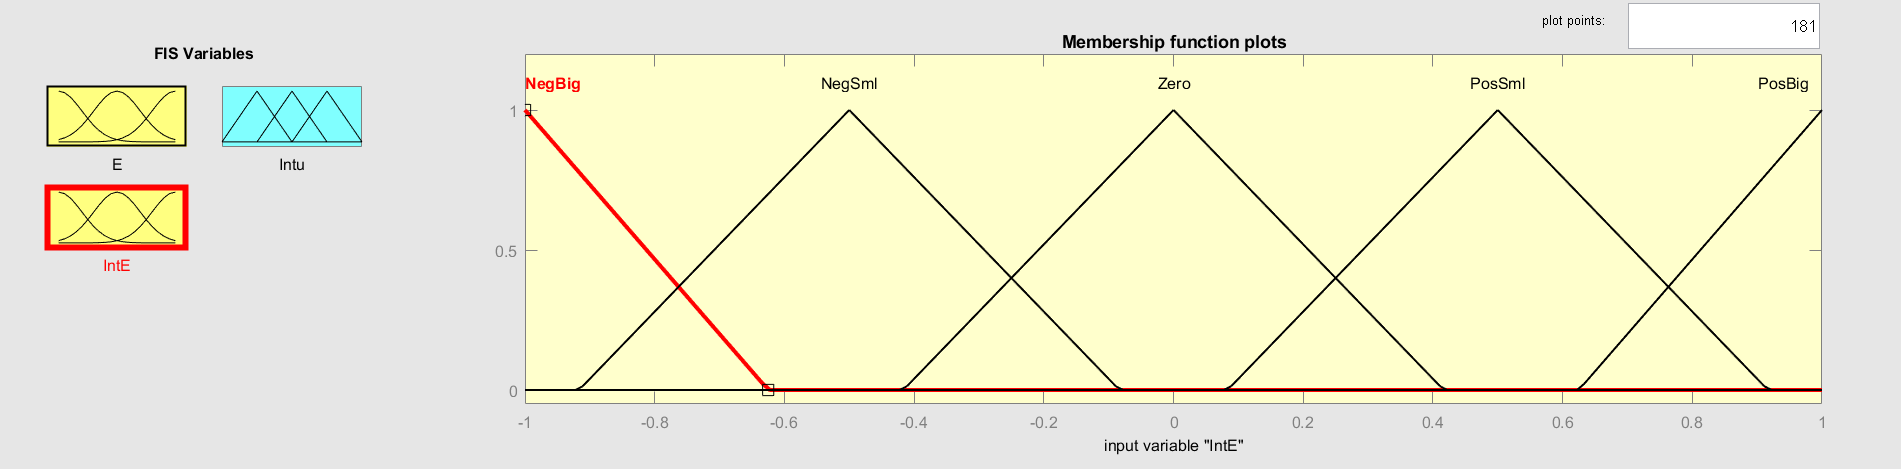 plot points:
181
FIS Variables
Membership function plots
NegBig
NegSml
Zero
PosSml
PosBig
E
Intu
IntE
1
0.5
0
-1
-0.8
-0.6
-0.4
-0.2
0
0.2
0.4
0.6
0.8
1
input variable "IntE"